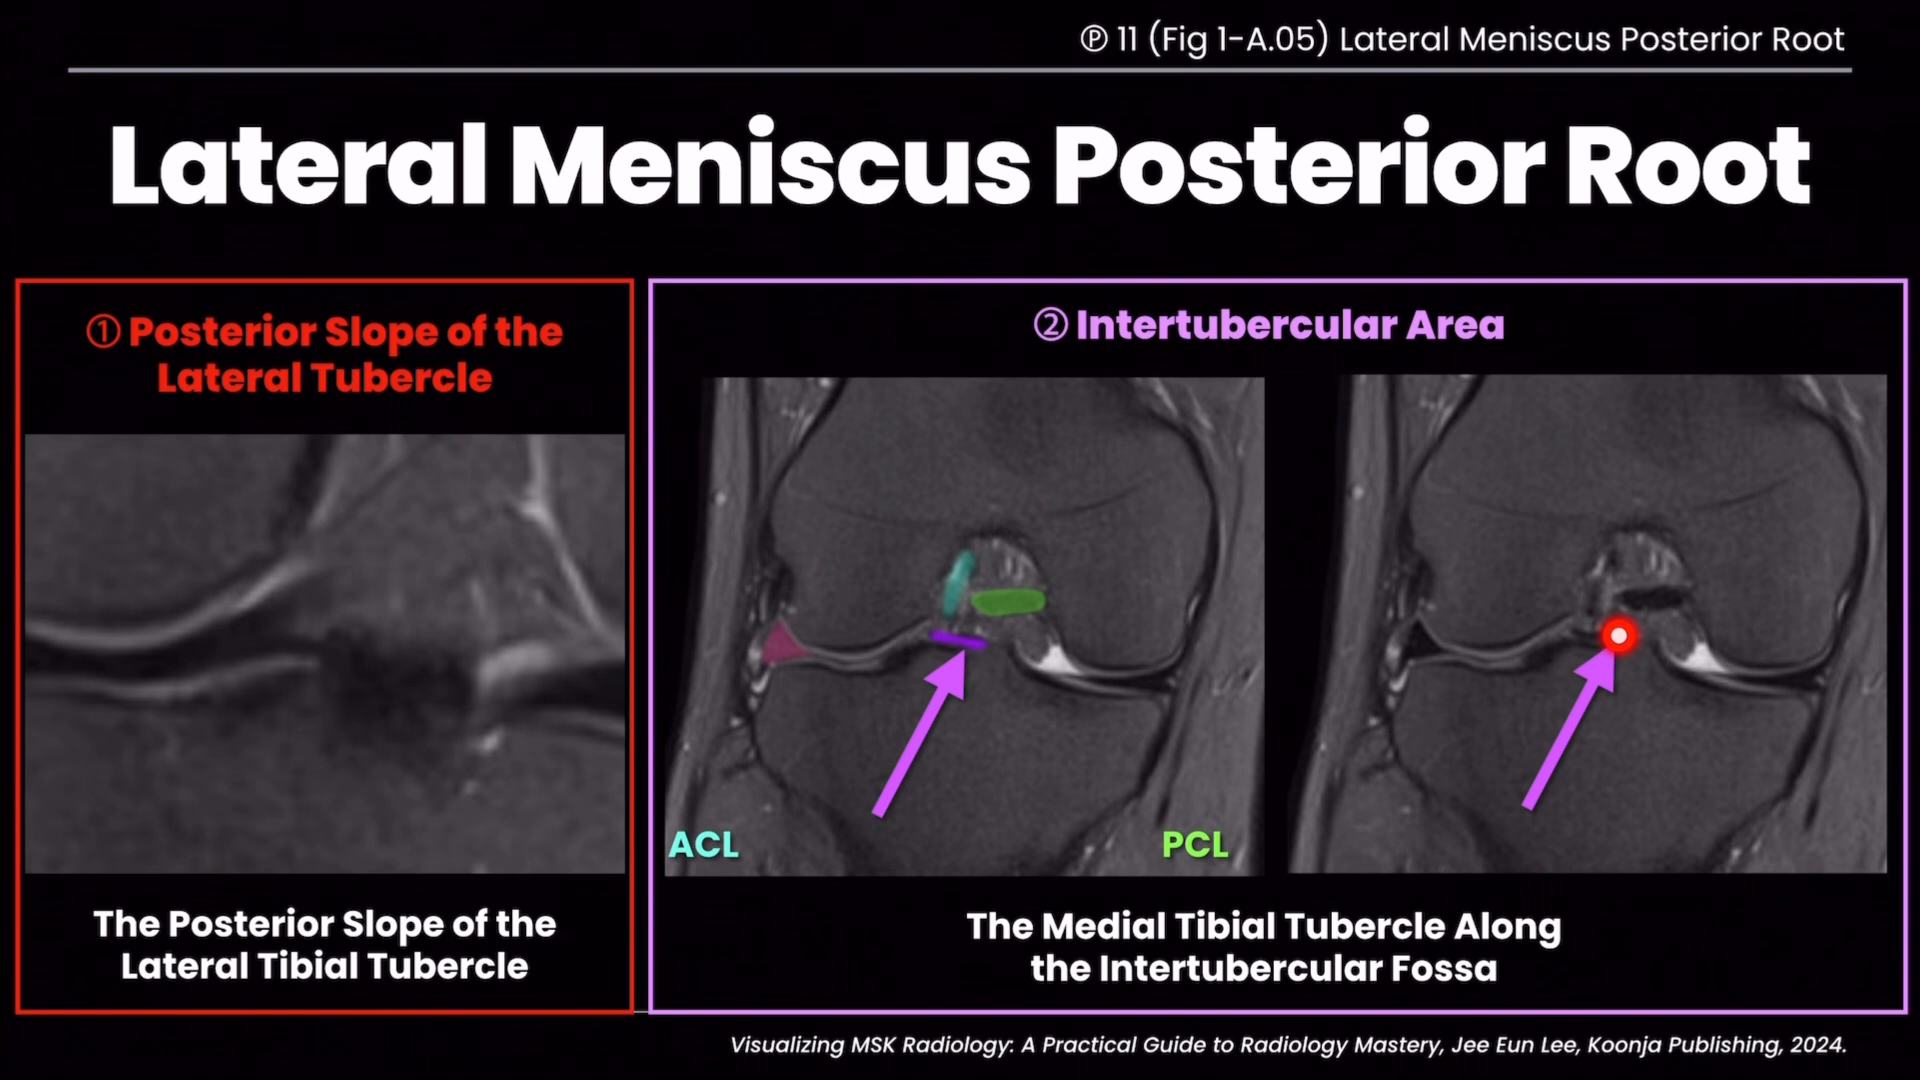 Ⓟ 11 (Fig 1-A.05) Lateral Meniscus Posterior Root
Lateral Meniscus Posterior Root
① Posterior Slope of the
Lateral Tubercle
The Posterior Slope of the
Lateral Tibial Tubercle
② Intertubercular Area
ACL
PCL
The Medial Tibial Tubercle Along
the Intertubercular Fossa
Visualizing MSK Radiology: A Practical Guide to Radiology Mastery, Jee Eun Lee, Koonja Publishing, 2024.